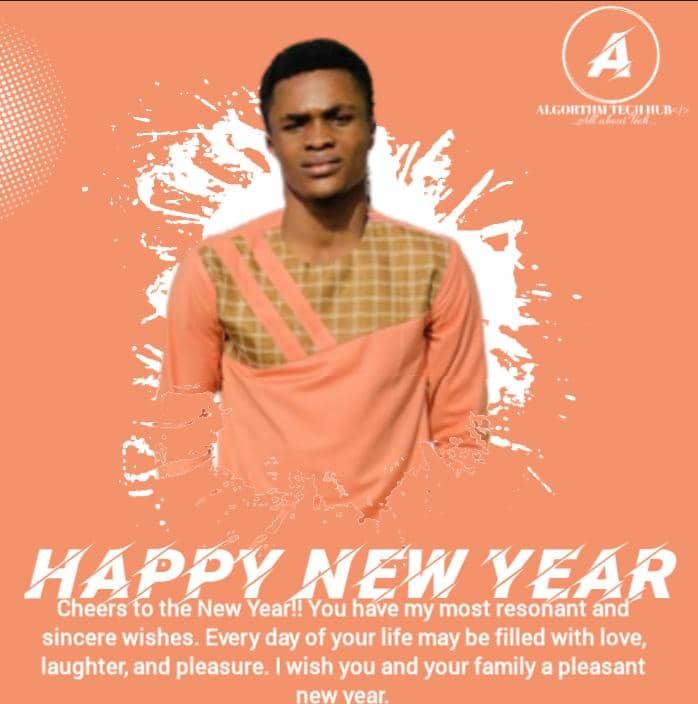 A
ALGORTHM TECH HUB</>
...All about Tech...
HAPPY NEW YEAR
Cheers to the New Year!! You have my most resonant and
sincere wishes. Every day of your life may be filled with love,
laughter, and pleasure. I wish you and your family a pleasant
new year.